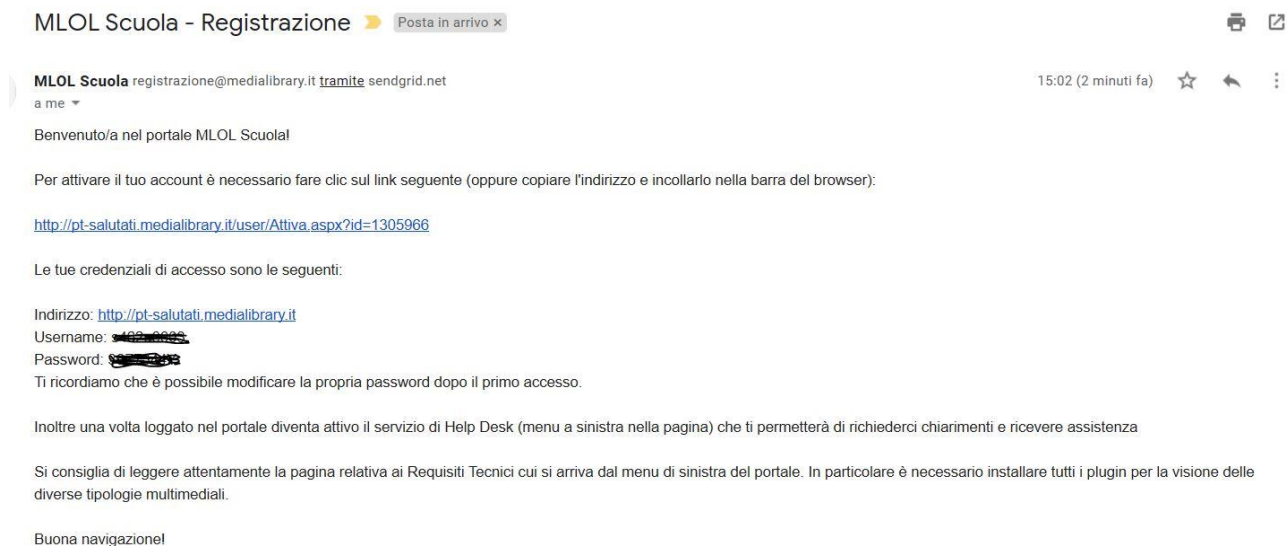 MLOL Scuola - Registrazione Posta in arrivo ×
MLOL Scuola registrazione@medialibrary.it tramite sendgrid.net 15:02 (2 minuti fa)
a me
Benvenuto/a nel portale MLOL Scuola!
Per attivare il tuo account è necessario fare clic sul link seguente (oppure copiare l'indirizzo e incollarlo nella barra del browser):
http://pt-salutati.medialibrary.it/user/Attiva.aspx?id=1305966
Le tue credenziali di accesso sono le seguenti:
Indirizzo: http://pt-salutati.medialibrary.it
Username:
Password:
Ti ricordiamo che è possibile modificare la propria password dopo il primo accesso.
Inoltre una volta loggato nel portale diventa attivo il servizio di Help Desk (menu a sinistra nella pagina) che ti permetterà di richiederci chiarimenti e ricevere assistenza
Si consiglia di leggere attentamente la pagina relativa ai Requisiti Tecnici cui si arriva dal menu di sinistra del portale. In particolare è necessario installare tutti i plugin per la visione delle
diverse tipologie multimediali.
Buona navigazione!